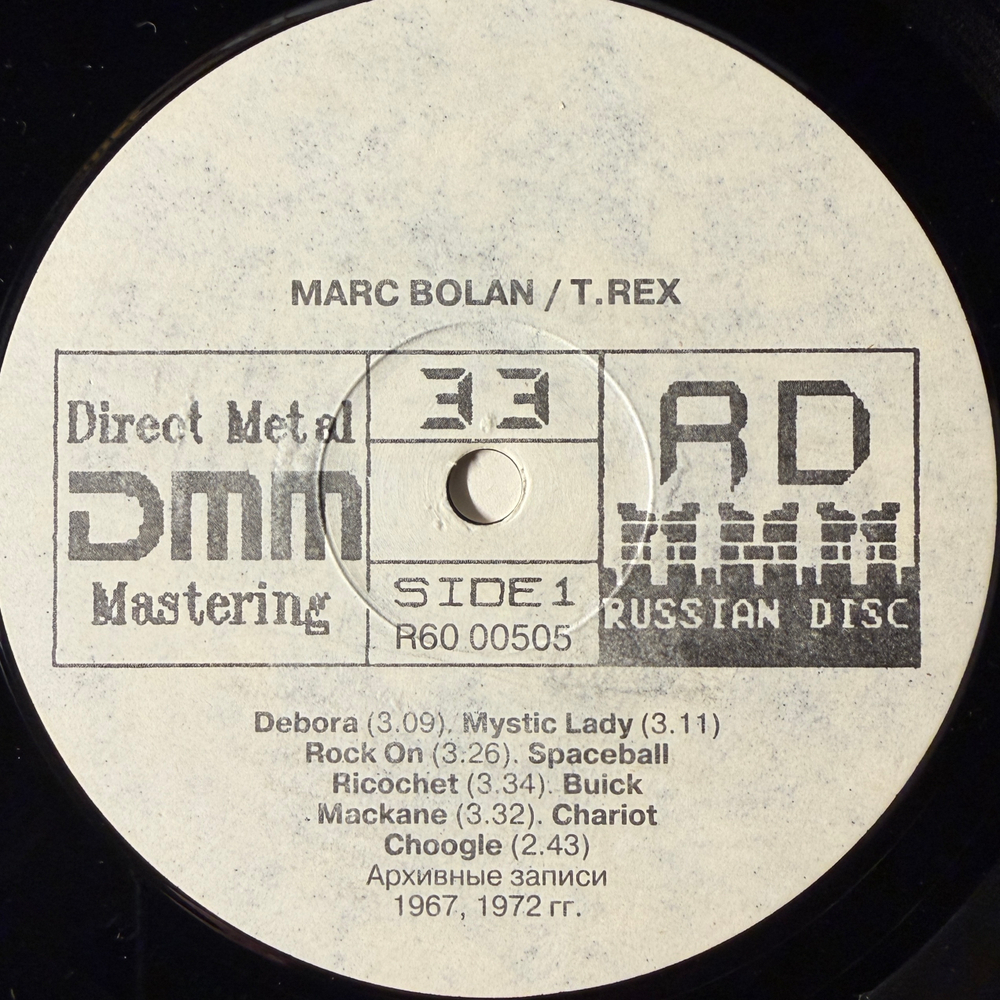 MARC BOLAN / T.REX
Direct Metal
DMM
Mastering
33
SIDE 1
R60 00505
RD
RUSSIAN DISC
Debora (3.09). Mystic Lady (3.11)
Rock On (3.26). Spaceball
Ricochet (3.34). Buick
Mackane (3.32). Chariot
Choogle (2.43)
Архивные записи
1967, 1972 гг.